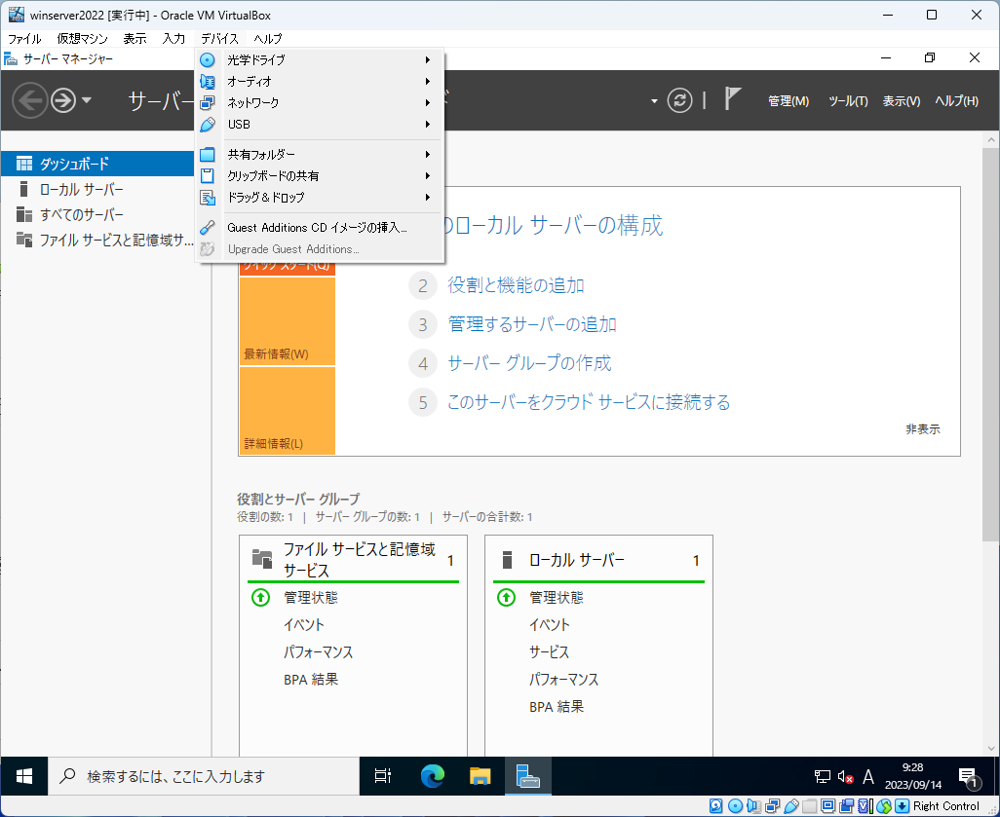 winserver2022 [実行中] - Oracle VM VirtualBox
ファイル 仮想マシン 表示 入力 デバイス ヘルプ
サーバー マネージャー
光学ドライブ
オーディオ
ネットワーク
USB
共有フォルダー
クリップボードの共有
ドラッグ＆ドロップ
Guest Additions CD イメージの挿入...
Upgrade Guest Additions...
サーバー
管理(M) ツール(T) 表示(V) ヘルプ(H)
ダッシュボード
ローカル サーバー
すべてのサーバー
ファイル サービスと記憶域サ...
のローカル サーバーの構成
クイック スタート(Q)
2 役割と機能の追加
3 管理するサーバーの追加
最新情報(W)
4 サーバー グループの作成
5 このサーバーをクラウド サービスに接続する
非表示
詳細情報(L)
役割とサーバー グループ
役割の数: 1 | サーバー グループの数: 1 | サーバーの合計数: 1
ファイル サービスと記憶域
サービス
1
管理状態
イベント
パフォーマンス
BPA 結果
ローカル サーバー 1
管理状態
イベント
サービス
パフォーマンス
BPA 結果
検索するには、ここに入力します
A
9:28
2023/09/14
1
Right Control